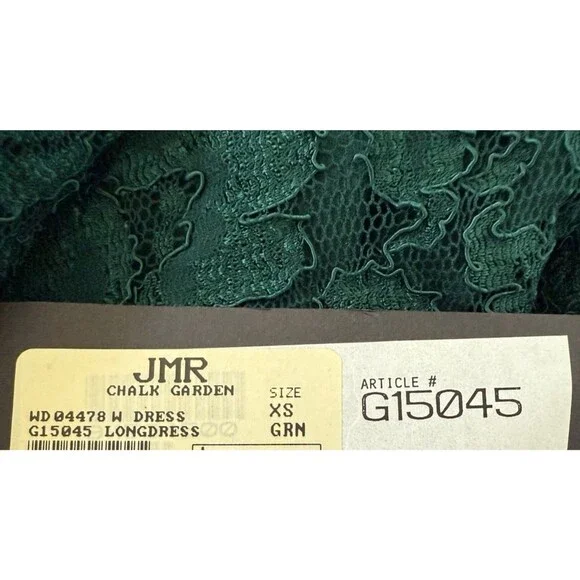 JMR
CHALK GARDEN
SIZE
WD 04478 W DRESS
XS
G15045 LONGDRESS
GRN
ARTICLE #
G15045